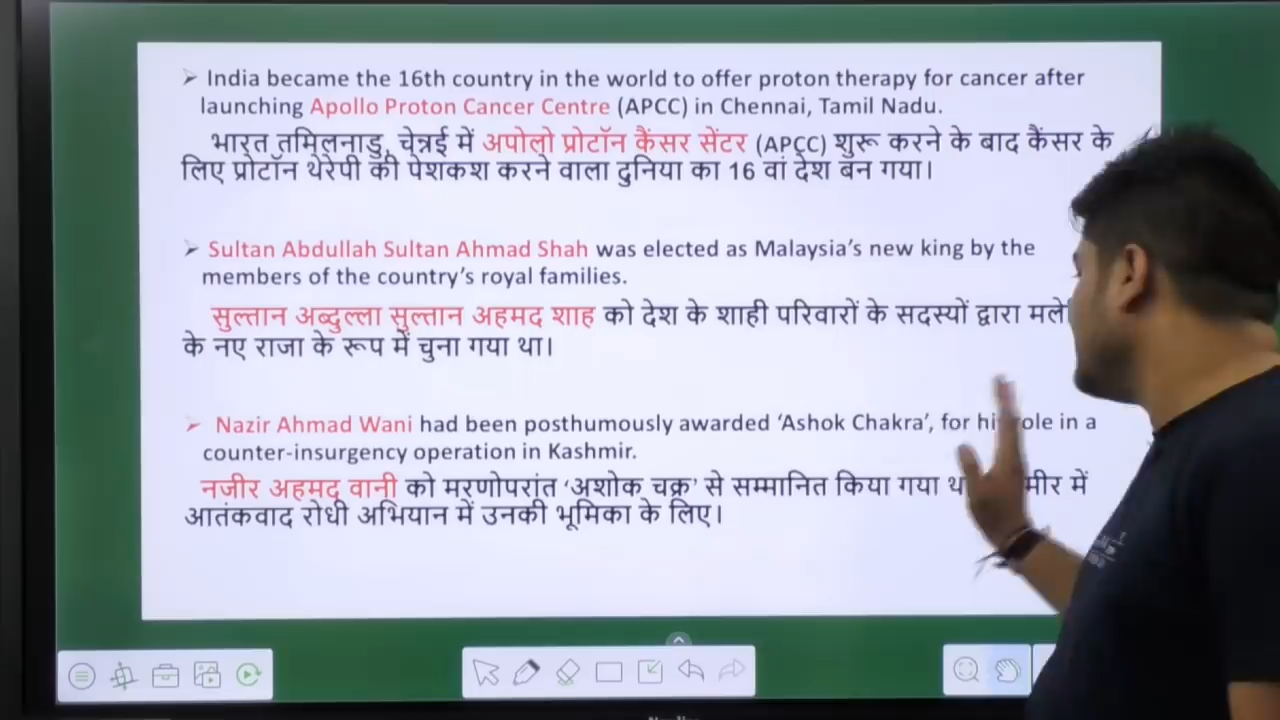 ➢ India became the 16th country in the world to offer proton therapy for cancer after
launching Apollo Proton Cancer Centre (APCC) in Chennai, Tamil Nadu.
भारत तमिलनाडु, चेन्नई में अपोलो प्रोटॉन कैंसर सेंटर (APCC) शुरू करने के बाद कैंसर के
लिए प्रोटॉन थेरेपी की पेशकश करने वाला दुनिया का 16 वां देश बन गया।
➢ Sultan Abdullah Sultan Ahmad Shah was elected as Malaysia's new king by the
members of the country's royal families.
सुल्तान अब्दुल्ला सुल्तान अहमद शाह को देश के शाही परिवारों के सदस्यों द्वारा
के नए राजा के रूप में चुना गया था।
➢ Nazir Ahmad Wani had been posthumously awarded ‘Ashok Chakra’, for his role in a
counter-insurgency operation in Kashmir.
नजीर अहमद वानी को मरणोपरांत ‘अशोक चक्र’ से सम्मानित किया गया में
आतंकवाद रोधी अभियान में उनकी भूमिका के लिए।